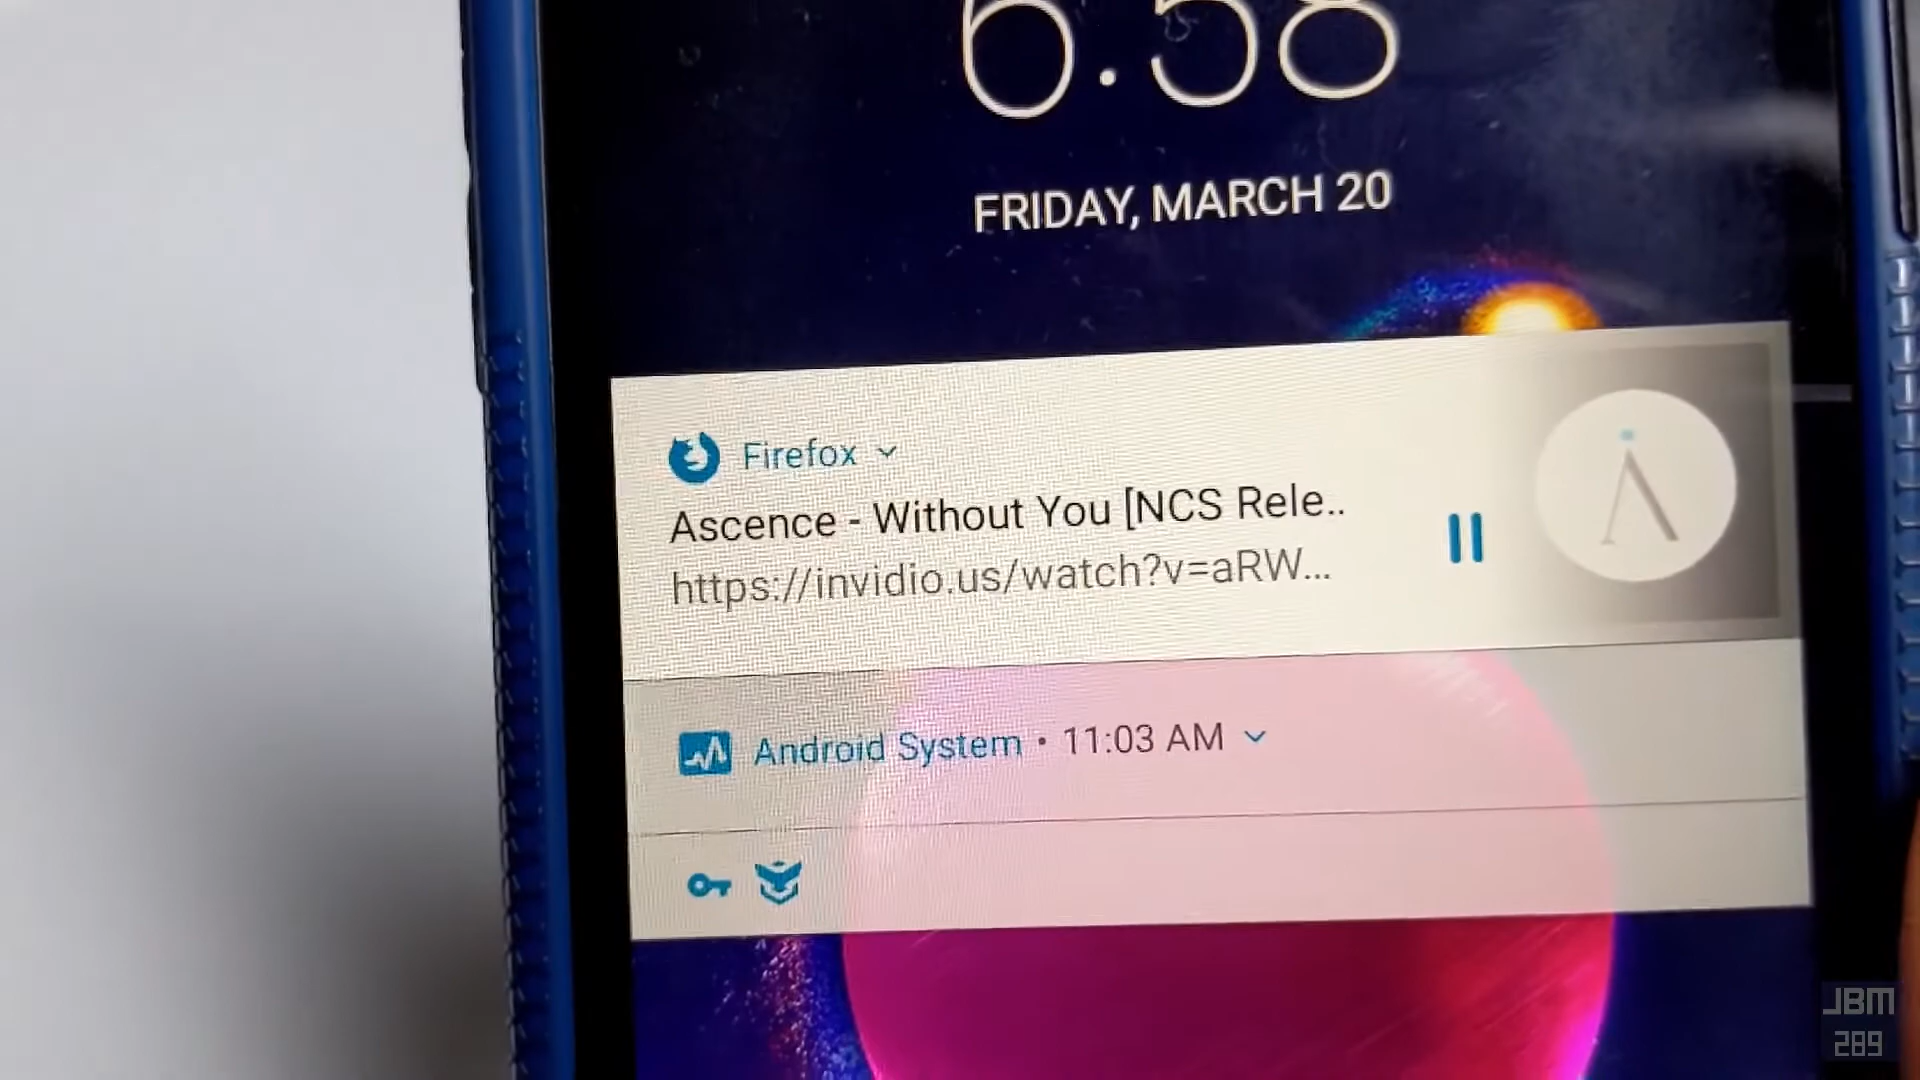 6:58
FRIDAY, MARCH 20
Firefox
Ascence - Without You [NCS Rele..
https://invidio.us/watch?v=aRW...
Android System • 11:03 AM
JBM
289